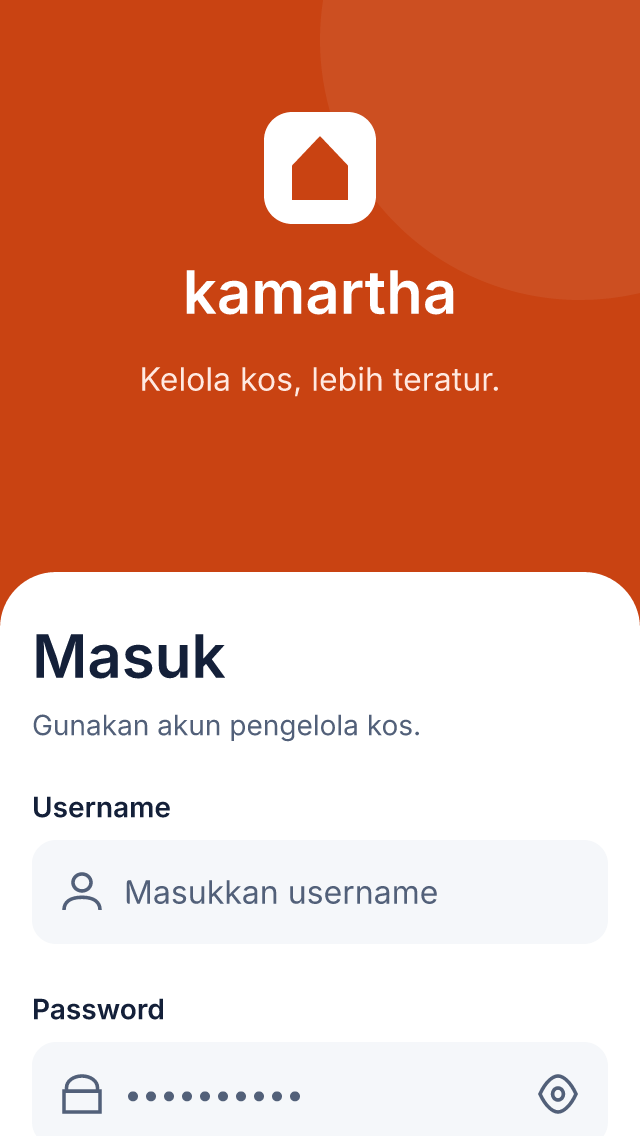 kamartha
Kelola kos, lebih teratur.
Masuk
Gunakan akun pengelola kos.
Username
Masukkan username
Password
••••••••••